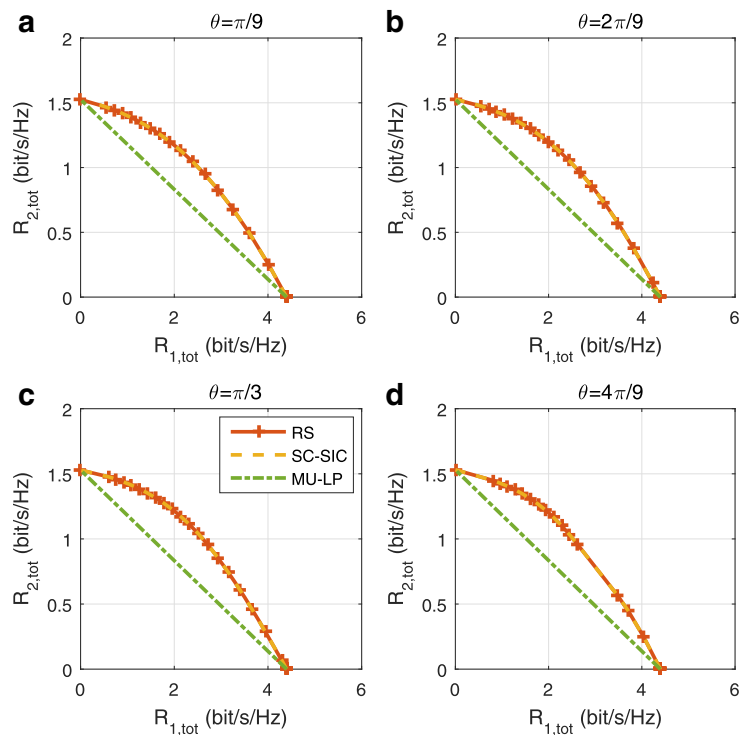 a
θ=π/9
2
1.5
1
0.5
0
R2,tot (bit/s/Hz)
0 2 4 6
R1,tot (bit/s/Hz)
b
θ=2π/9
2
1.5
1
0.5
0
R2,tot (bit/s/Hz)
0 2 4 6
R1,tot (bit/s/Hz)
c
θ=π/3
2
1.5
1
0.5
0
R2,tot (bit/s/Hz)
RS
SC-SIC
MU-LP
0 2 4 6
R1,tot (bit/s/Hz)
d
θ=4π/9
2
1.5
1
0.5
0
R2,tot (bit/s/Hz)
0 2 4 6
R1,tot (bit/s/Hz)